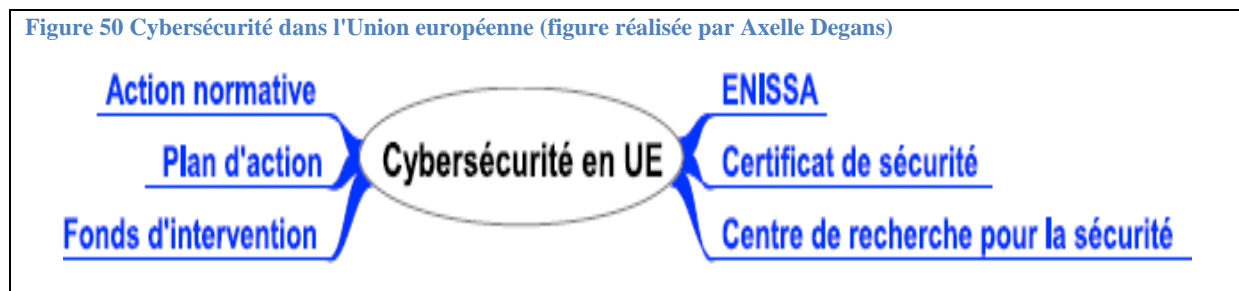 Figure 50 Cybersécurité dans l'Union européenne (figure réalisée par Axelle Degans)
Action normative
Plan d'action
Fonds d'intervention
Cybersécurité en UE
ENISSA
Certificat de sécurité
Centre de recherche pour la sécurité